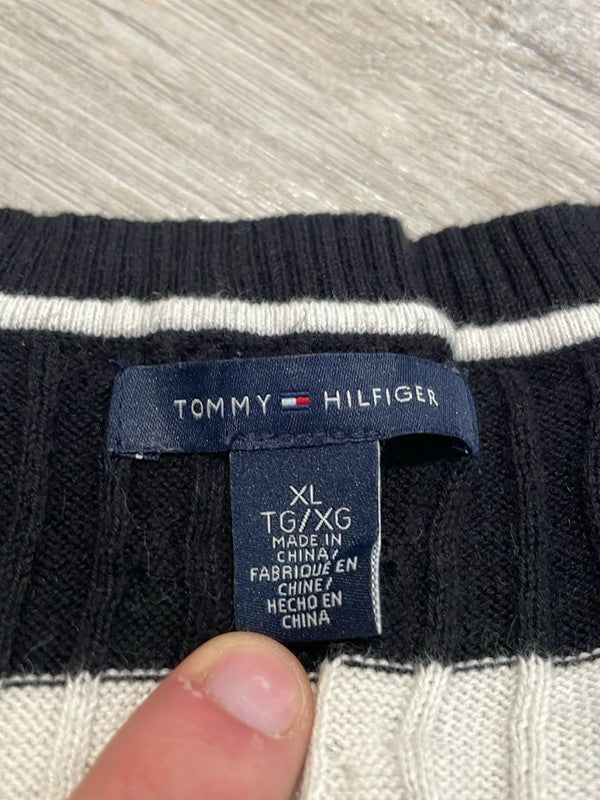 TOMMY HILFIGER
XL
TG/XG
MADE IN
CHINA/
FABRIQUÉ EN
CHINE/
HECHO EN
CHINA